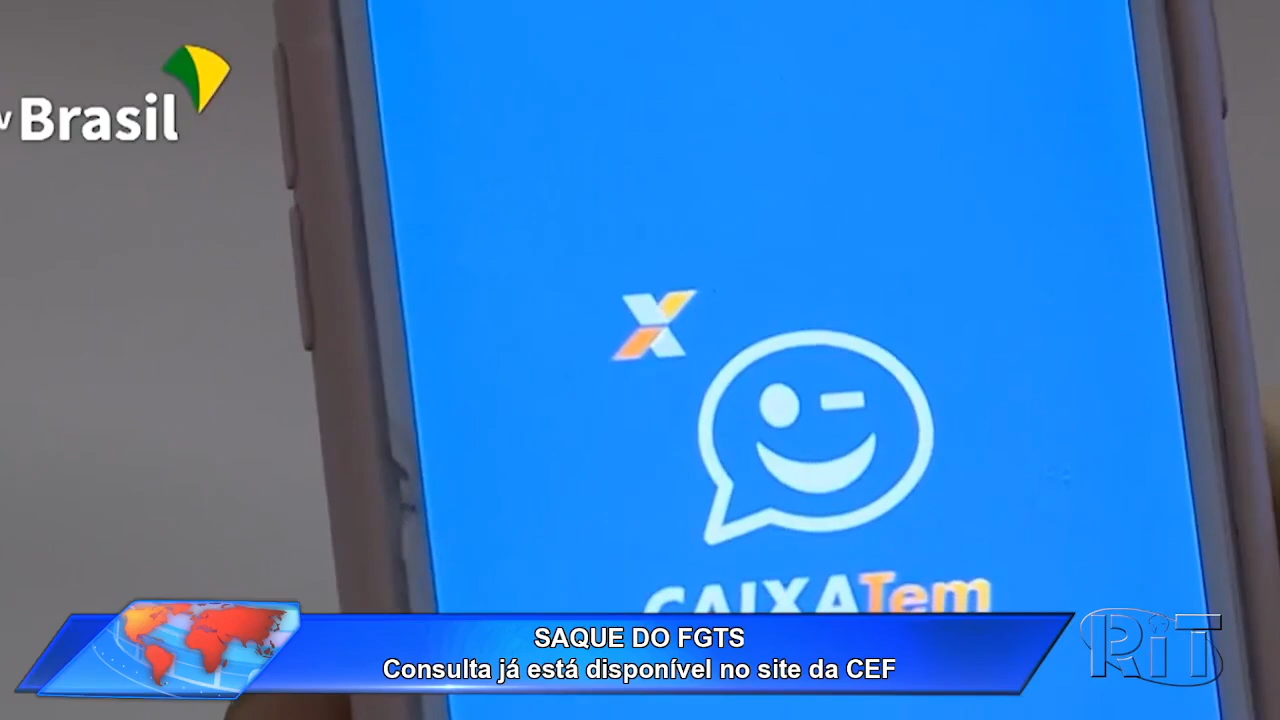 Brasil
CAIXATem
SAQUE DO FGTS
Consulta já está disponível no site da CEF
RiT